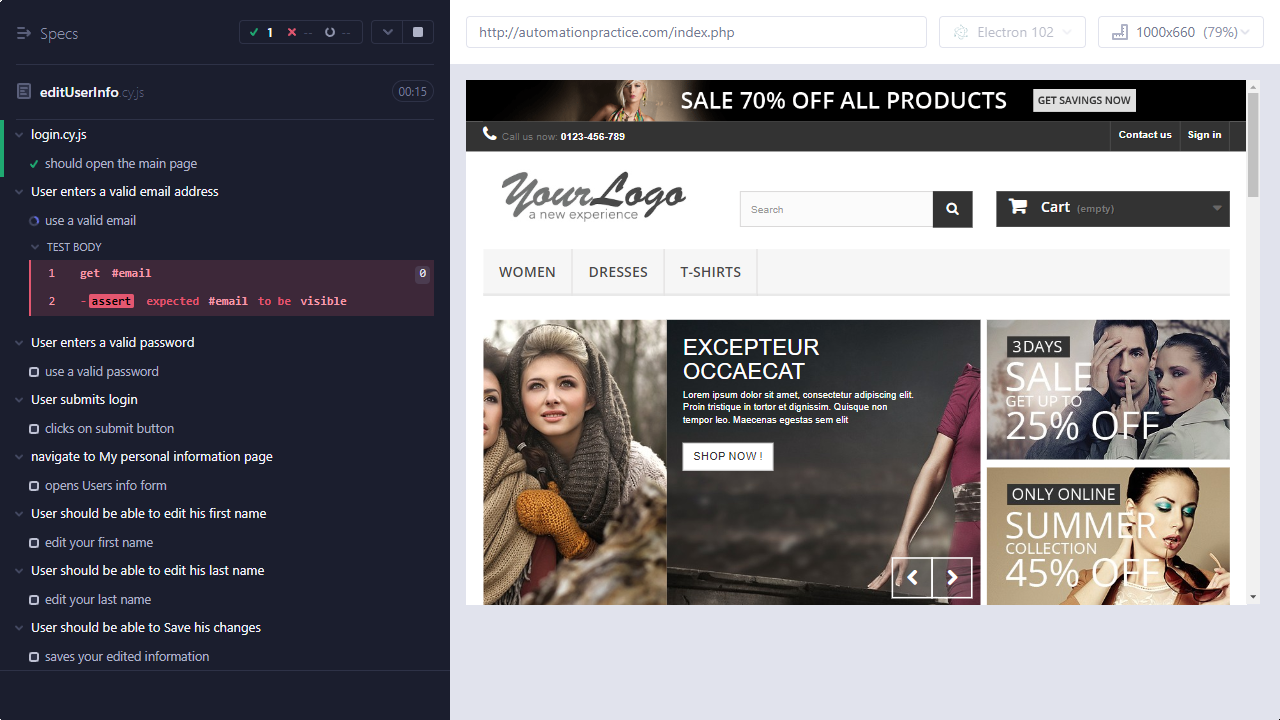 Specs
1 -- --
editUserInfo.cy.js
00:15
login.cy.js
should open the main page
User enters a valid email address
use a valid email
TEST BODY
1 get #email 0
2 -assert expected #email to be visible
User enters a valid password
use a valid password
User submits login
clicks on submit button
navigate to My personal information page
opens Users info form
User should be able to edit his first name
edit your first name
User should be able to edit his last name
edit your last name
User should be able to Save his changes
saves your edited information
http://automationpractice.com/index.php
Electron 102
1000x660 (79%)
SALE 70% OFF ALL PRODUCTS
GET SAVINGS NOW
Call us now: 0123-456-789
Contact us
Sign in
YourLogo
a new experience
Search
Cart (empty)
WOMEN
DRESSES
T-SHIRTS
EXCEPTEUR
OCCAECAT
Lorem ipsum dolor sit amet, consectetur adipiscing elit.
Proin tristique in tortor et dignissim. Quisque non
tempor leo. Maecenas egestas sem elit
SHOP NOW !
3 DAYS
SALE
GET UP TO
25% OFF
ONLY ONLINE
SUMMER
COLLECTION
45% OFF